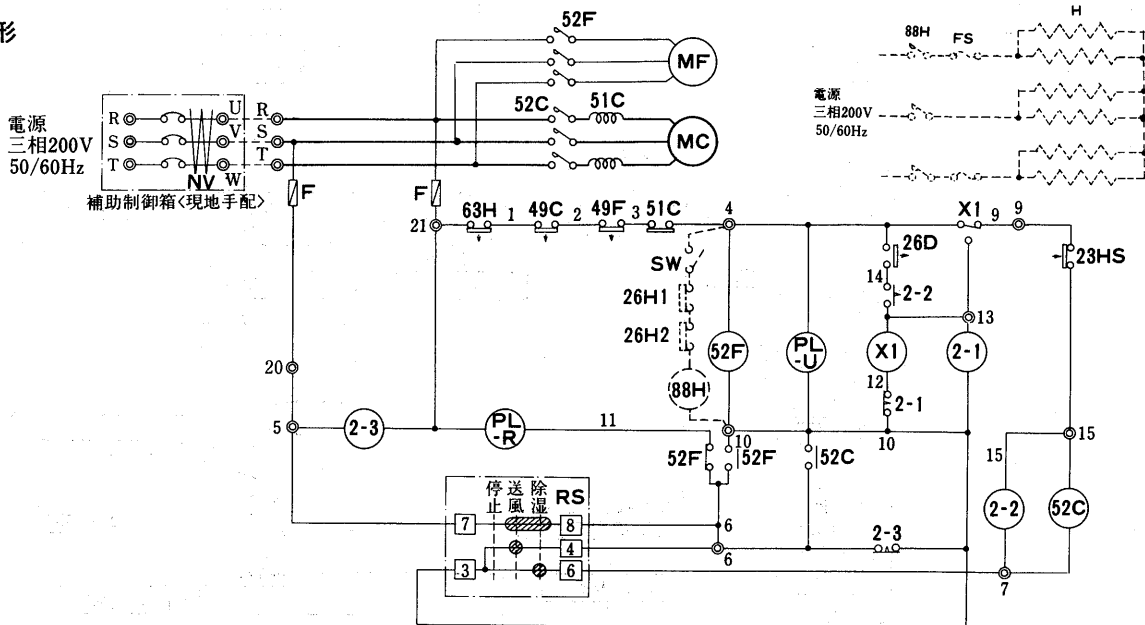 形
52F
MF
88H
FS
H
電源
三相200V
50/60Hz
R
S
T
NV
U
V
W
R
S
T
補助制御箱<現地手配>
52C
51C
MC
電源
三相200V
50/60Hz
F
F
21
63H
1
49C
2
49F
3
51C
4
X1
9
9
SW
26H1
26H2
88H
52F
PL
-U
26D
14
2-2
13
X1
2-1
12
2-1
23HS
20
5
2-3
PL
-R
11
10
10
15
15
52F
52F
52C
2-2
52C
停止
送風
除湿
RS
7
8
6
2-3
4
6
3
6
7